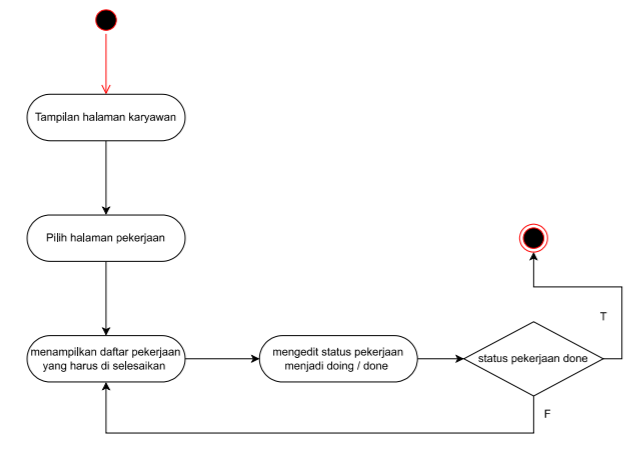 Tampilan halaman karyawan
Pilih halaman pekerjaan
menampilkan daftar pekerjaan
yang harus di selesaikan
mengedit status pekerjaan
menjadi doing / done
status pekerjaan done
T
F